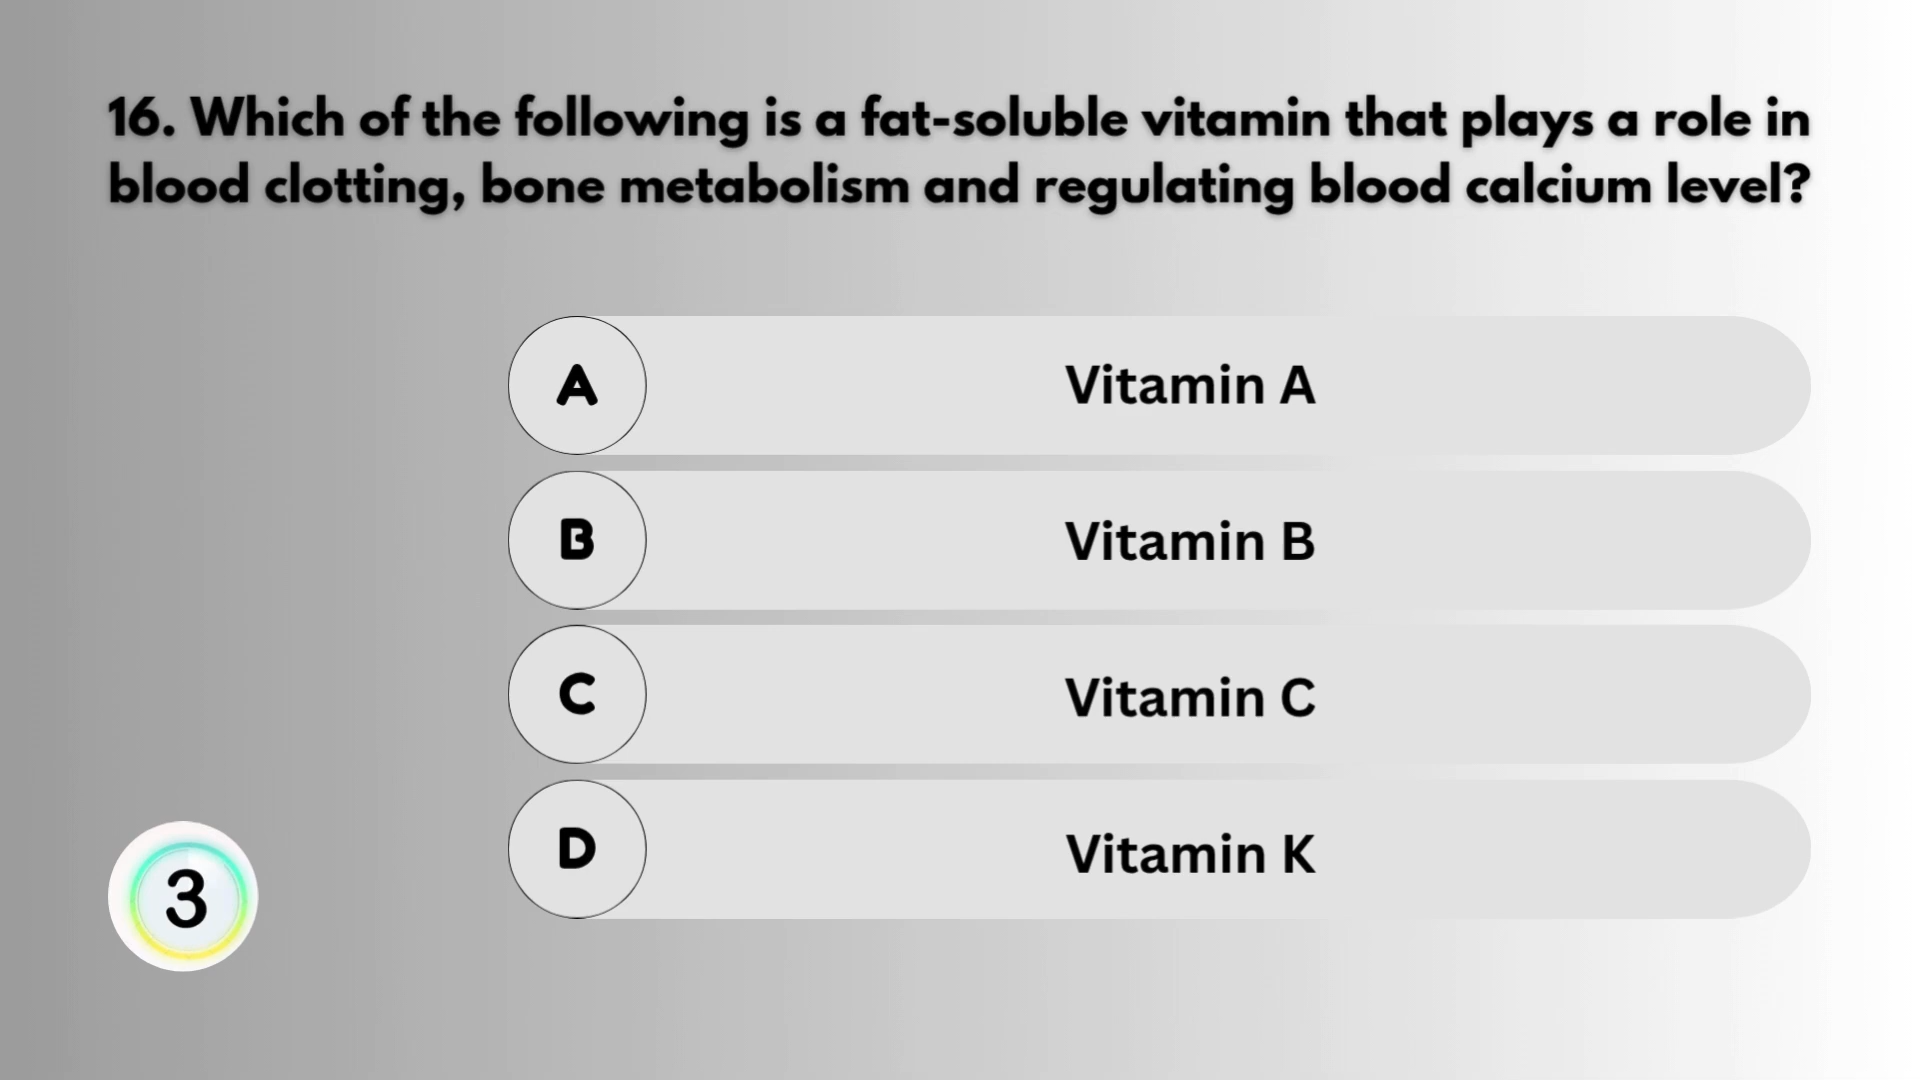 16. Which of the following is a fat-soluble vitamin that plays a role in
blood clotting, bone metabolism and regulating blood calcium level?
A Vitamin A
B Vitamin B
C Vitamin C
D Vitamin K
3